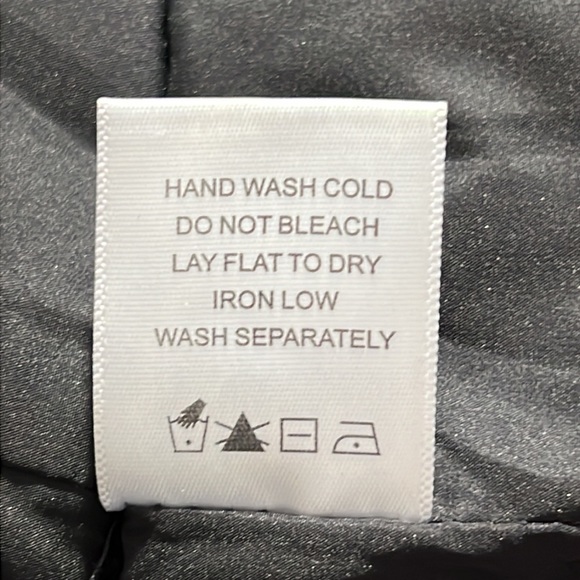 HAND WASH COLD
DO NOT BLEACH
LAY FLAT TO DRY
IRON LOW
WASH SEPARATELY